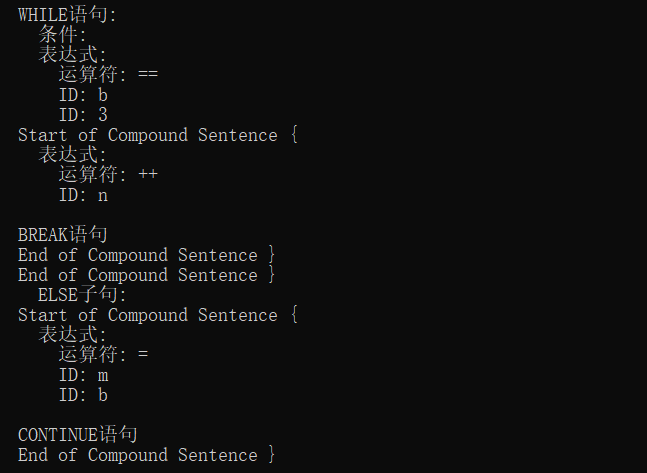 WHILE语句:
条件:
表达式:
运算符: ==
ID: b
ID: 3
Start of Compound Sentence {
表达式:
运算符: ++
ID: n
BREAK语句
End of Compound Sentence }
End of Compound Sentence }
ELSE子句:
Start of Compound Sentence {
表达式:
运算符: =
ID: m
ID: b
CONTINUE语句
End of Compound Sentence }